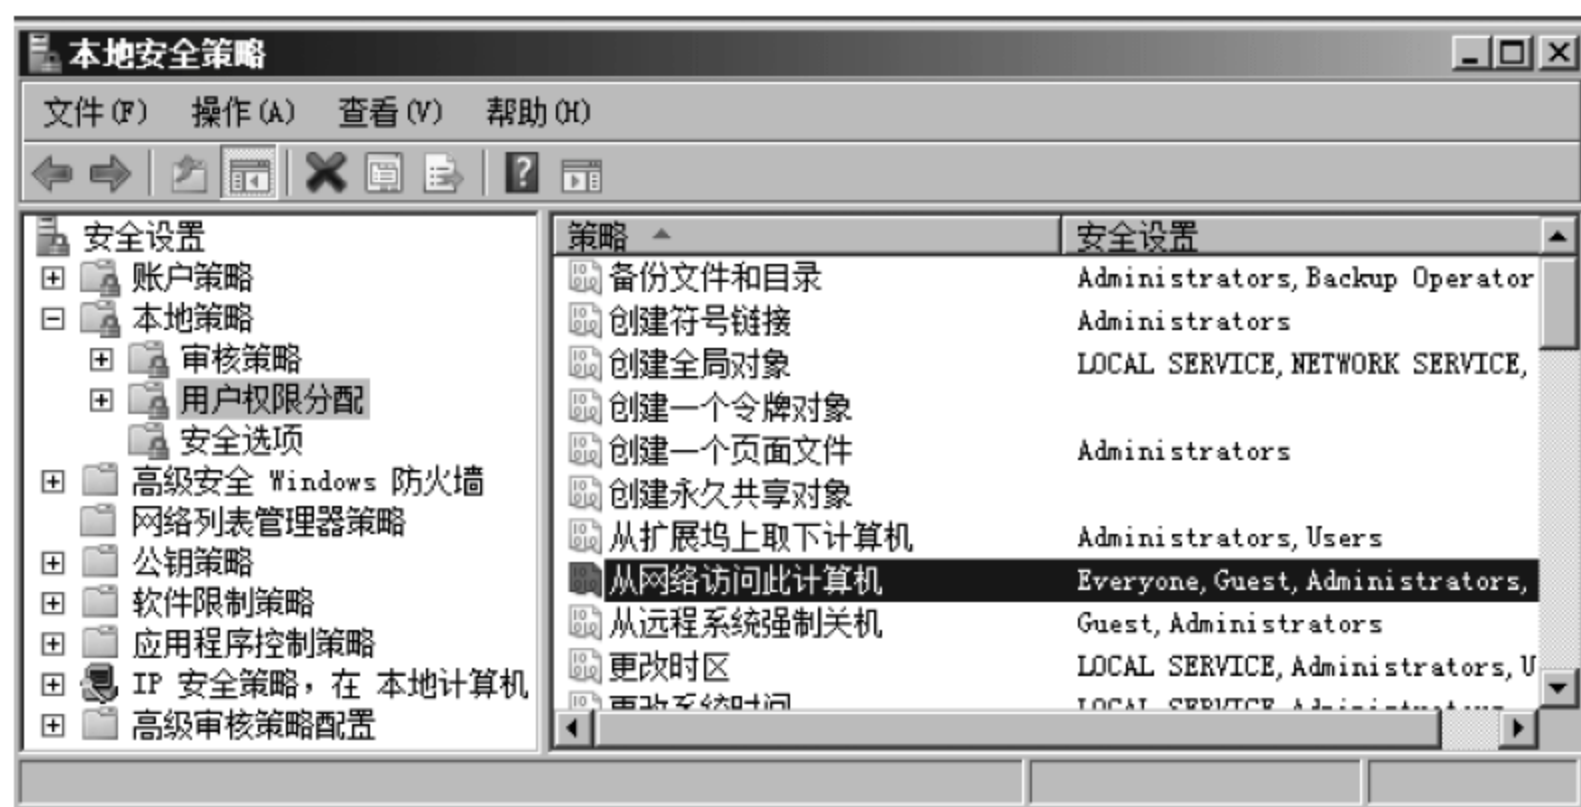 本地安全策略
文件(F) 操作(A) 查看(V) 帮助(H)
安全设置
账户策略
本地策略
审核策略
用户权限分配
安全选项
高级安全 Windows 防火墙
网络列表管理器策略
公钥策略
软件限制策略
应用程序控制策略
IP 安全策略，在 本地计算机
高级审核策略配置
策略 安全设置
备份文件和目录 Administrators, Backup Operator
创建符号链接 Administrators
创建全局对象 LOCAL SERVICE, NETWORK SERVICE,
创建一个令牌对象
创建一个页面文件 Administrators
创建永久共享对象
从扩展坞上取下计算机 Administrators, Users
从网络访问此计算机 Everyone, Guest, Administrators,
从远程系统强制关机 Guest, Administrators
更改时区 LOCAL SERVICE, Administrators, U
更改系统时间 LOCAL SERVICE